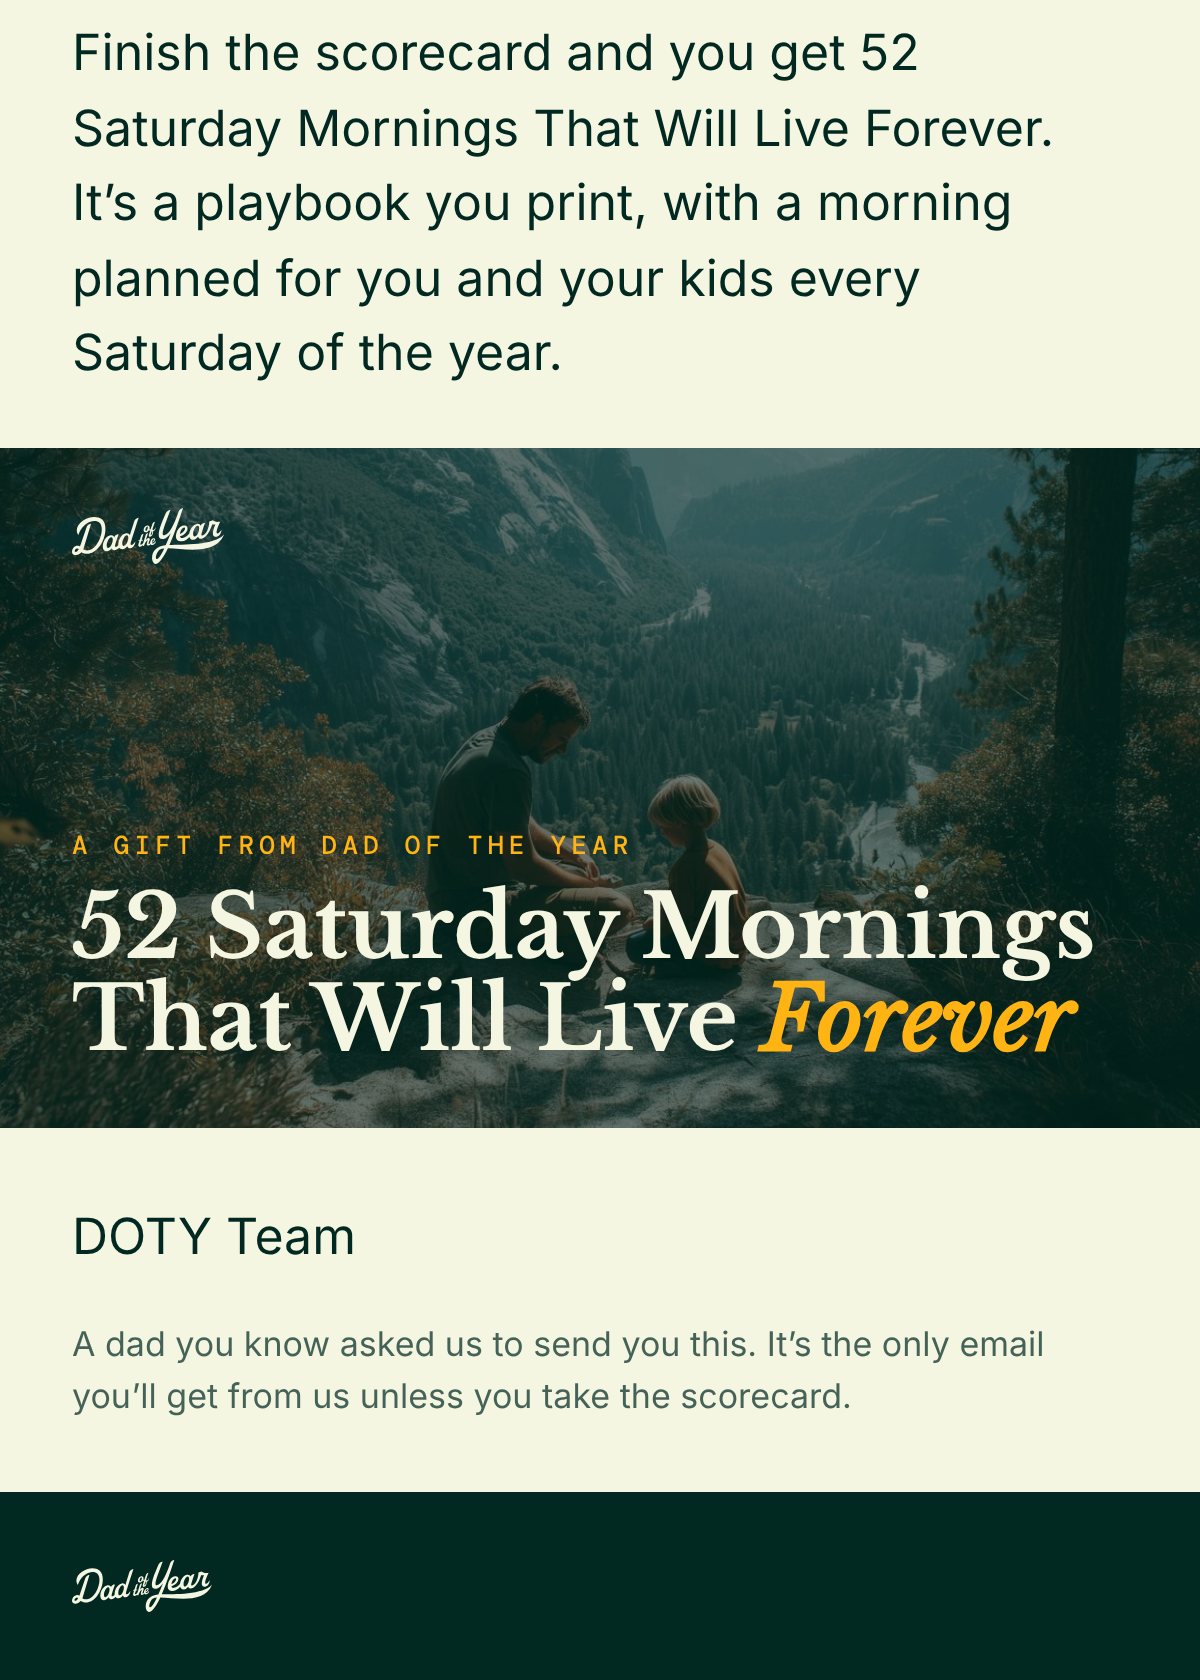 Finish the scorecard and you get 52
Saturday Mornings That Will Live Forever.
It’s a playbook you print, with a morning
planned for you and your kids every
Saturday of the year.
Dad of the Year
A GIFT FROM DAD OF THE YEAR
52 Saturday Mornings
That Will Live Forever
DOTY Team
A dad you know asked us to send you this. It’s the only email
you’ll get from us unless you take the scorecard.
Dad of the Year